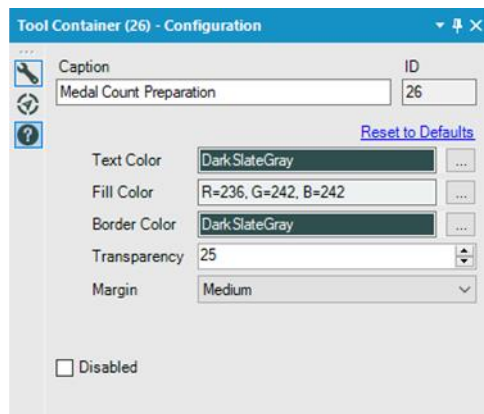 Tool Container (26) - Configuration
Caption ID
Medal Count Preparation 26
Reset to Defaults
Text Color DarkSlateGray ...
Fill Color R=236, G=242, B=242 ...
Border Color DarkSlateGray ...
Transparency 25
Margin Medium
Disabled